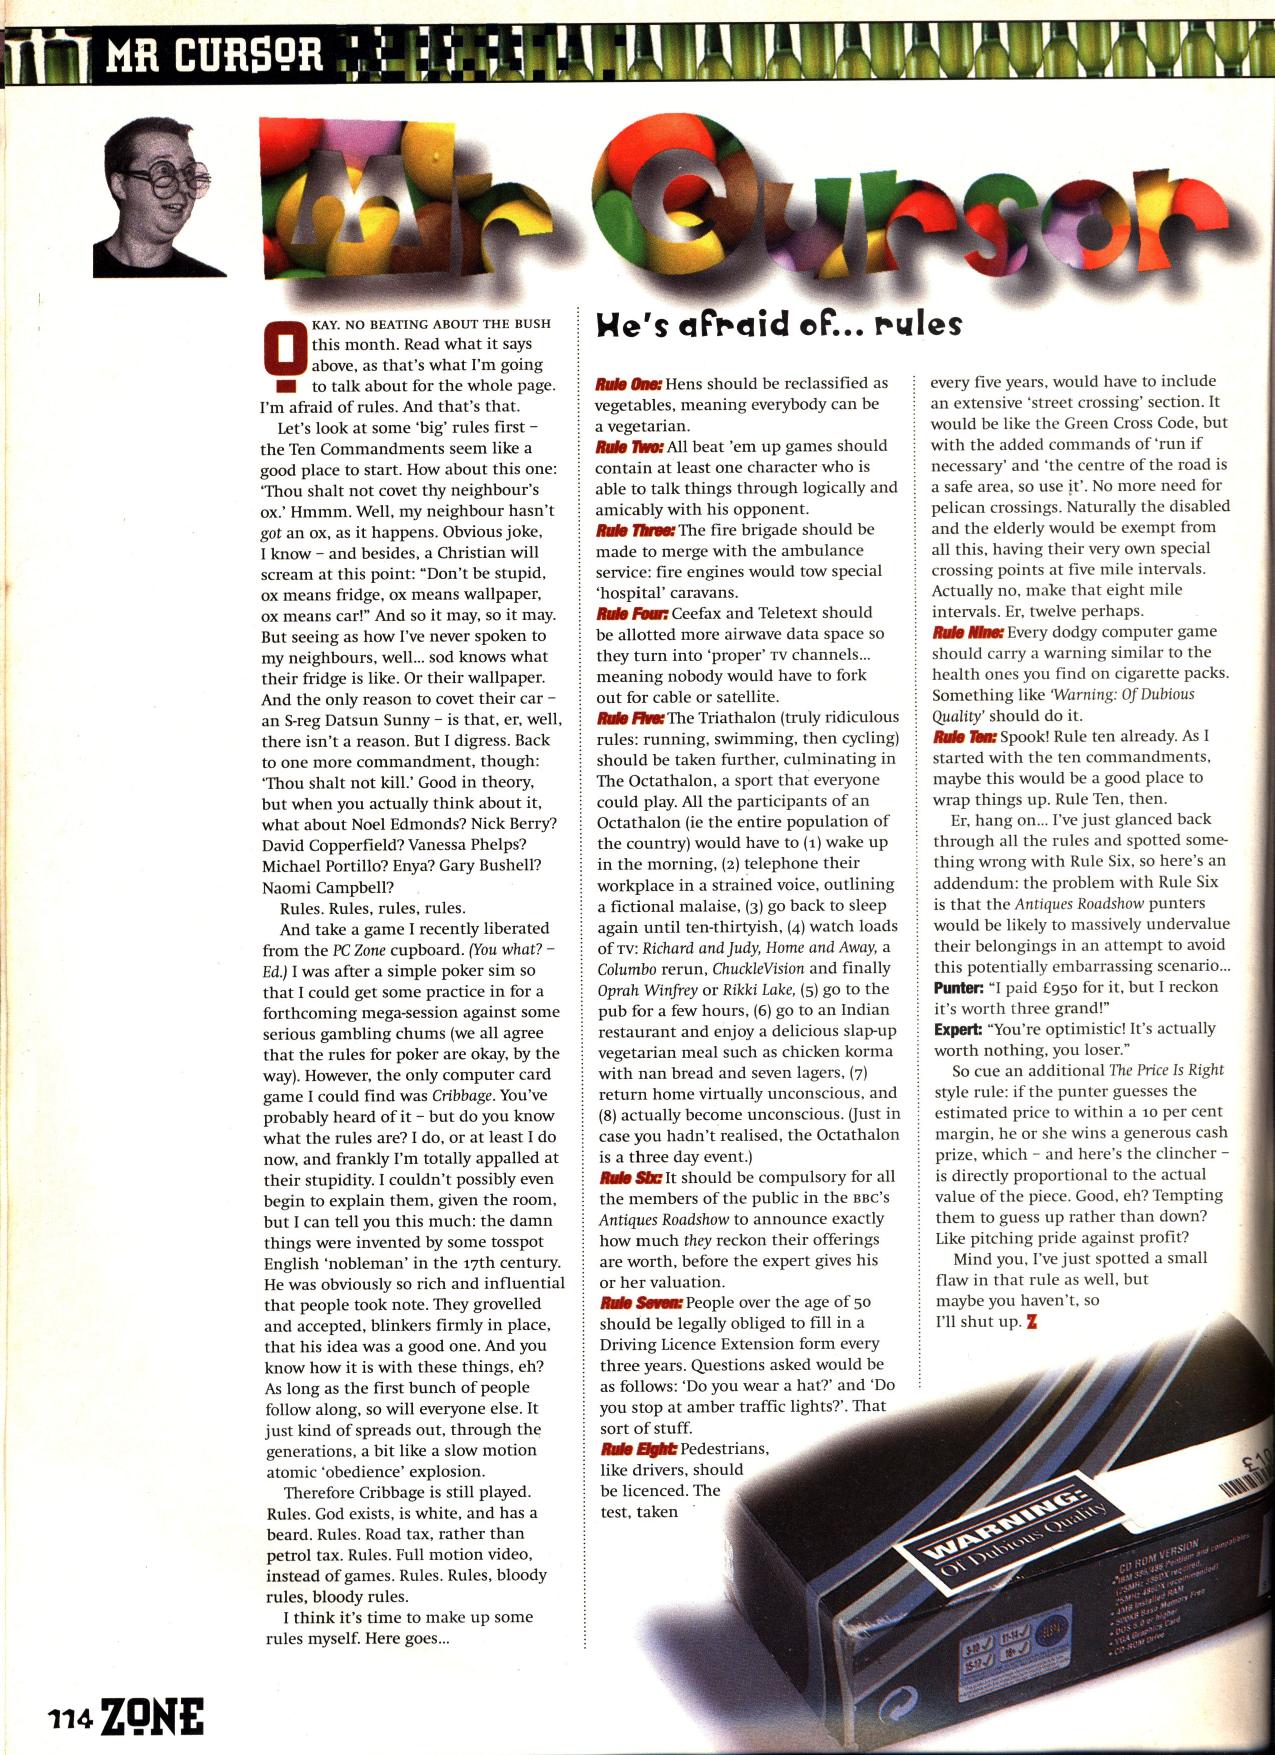 MR CURSOR
Mr Cursor
He's afraid of... rules
OKAY. NO BEATING ABOUT THE BUSH
this month. Read what it says
above, as that's what I'm going
to talk about for the whole page.
I'm afraid of rules. And that's that.
Let's look at some 'big' rules first –
the Ten Commandments seem like a
good place to start. How about this one:
'Thou shalt not covet thy neighbour's
ox.' Hmmm. Well, my neighbour hasn't
got an ox, as it happens. Obvious joke,
I know – and besides, a Christian will
scream at this point: "Don't be stupid,
ox means fridge, ox means wallpaper,
ox means car!" And so it may, so it may.
But seeing as how I've never spoken to
my neighbours, well... sod knows what
their fridge is like. Or their wallpaper.
And the only reason to covet their car –
an S-reg Datsun Sunny – is that, er, well,
there isn't a reason. But I digress. Back
to one more commandment, though:
'Thou shalt not kill.' Good in theory,
but when you actually think about it,
what about Noel Edmonds? Nick Berry?
David Copperfield? Vanessa Phelps?
Michael Portillo? Enya? Gary Bushell?
Naomi Campbell?
Rules. Rules, rules, rules.
And take a game I recently liberated
from the PC Zone cupboard. (You what? –
Ed.) I was after a simple poker sim so
that I could get some practice in for a
forthcoming mega-session against some
serious gambling chums (we all agree
that the rules for poker are okay, by the
way). However, the only computer card
game I could find was Cribbage. You've
probably heard of it – but do you know
what the rules are? I do, or at least I do
now, and frankly I'm totally appalled at
their stupidity. I couldn't possibly even
begin to explain them, given the room,
but I can tell you this much: the damn
things were invented by some tosspot
English 'nobleman' in the 17th century.
He was obviously so rich and influential
that people took note. They grovelled
and accepted, blinkers firmly in place,
that his idea was a good one. And you
know how it is with these things, eh?
As long as the first bunch of people
follow along, so will everyone else. It
just kind of spreads out, through the
generations, a bit like a slow motion
atomic 'obedience' explosion.
Therefore Cribbage is still played.
Rules. God exists, is white, and has a
beard. Rules. Road tax, rather than
petrol tax. Rules. Full motion video,
instead of games. Rules. Rules, bloody
rules, bloody rules.
I think it's time to make up some
rules myself. Here goes...
Rule One: Hens should be reclassified as
vegetables, meaning everybody can be
a vegetarian.
Rule Two: All beat 'em up games should
contain at least one character who is
able to talk things through logically and
amicably with his opponent.
Rule Three: The fire brigade should be
made to merge with the ambulance
service: fire engines would tow special
'hospital' caravans.
Rule Four: Ceefax and Teletext should
be allotted more airwave data space so
they turn into 'proper' TV channels...
meaning nobody would have to fork
out for cable or satellite.
Rule Five: The Triathalon (truly ridiculous
rules: running, swimming, then cycling)
should be taken further, culminating in
The Octathalon, a sport that everyone
could play. All the participants of an
Octathalon (ie the entire population of
the country) would have to (1) wake up
in the morning, (2) telephone their
workplace in a strained voice, outlining
a fictional malaise, (3) go back to sleep
again until ten-thirtyish, (4) watch loads
of TV: Richard and Judy, Home and Away, a
Columbo rerun, ChuckleVision and finally
Oprah Winfrey or Rikki Lake, (5) go to the
pub for a few hours, (6) go to an Indian
restaurant and enjoy a delicious slap-up
vegetarian meal such as chicken korma
with nan bread and seven lagers, (7)
return home virtually unconscious, and
(8) actually become unconscious. (Just in
case you hadn't realised, the Octathalon
is a three day event.)
Rule Six: It should be compulsory for all
the members of the public in the BBC's
Antiques Roadshow to announce exactly
how much they reckon their offerings
are worth, before the expert gives his
or her valuation.
Rule Seven: People over the age of 50
should be legally obliged to fill in a
Driving Licence Extension form every
three years. Questions asked would be
as follows: 'Do you wear a hat?' and 'Do
you stop at amber traffic lights?'. That
sort of stuff.
Rule Eight: Pedestrians,
like drivers, should
be licenced. The
test, taken
every five years, would have to include
an extensive 'street crossing' section. It
would be like the Green Cross Code, but
with the added commands of 'run if
necessary' and 'the centre of the road is
a safe area, so use it'. No more need for
pelican crossings. Naturally the disabled
and the elderly would be exempt from
all this, having their very own special
crossing points at five mile intervals.
Actually no, make that eight mile
intervals. Er, twelve perhaps.
Rule Nine: Every dodgy computer game
should carry a warning similar to the
health ones you find on cigarette packs.
Something like 'Warning: Of Dubious
Quality' should do it.
Rule Ten: Spook! Rule ten already. As I
started with the ten commandments,
maybe this would be a good place to
wrap things up. Rule Ten, then.
Er, hang on... I've just glanced back
through all the rules and spotted some-
thing wrong with Rule Six, so here's an
addendum: the problem with Rule Six
is that the Antiques Roadshow punters
would be likely to massively undervalue
their belongings in an attempt to avoid
this potentially embarrassing scenario...
Punter: "I paid £950 for it, but I reckon
it's worth three grand!"
Expert: "You're optimistic! It's actually
worth nothing, you loser."
So cue an additional The Price Is Right
style rule: if the punter guesses the
estimated price to within a 10 per cent
margin, he or she wins a generous cash
prize, which – and here's the clincher –
is directly proportional to the actual
value of the piece. Good, eh? Tempting
them to guess up rather than down?
Like pitching pride against profit?
Mind you, I've just spotted a small
flaw in that rule as well, but
maybe you haven't, so
I'll shut up. Z
WARNING:
Of Dubious Quality
CD ROM VERSION
• IBM 386/486 Pentium and compatibles
(25MHz 486DX required,
25MHz 486DX recommended)
• 4MB Installed RAM
• 500KB Base Memory Free
• DOS 5.0 or higher
• VGA Graphics Card
• CD-ROM Drive
3-10 11-14
15-17 18+
114 ZONE